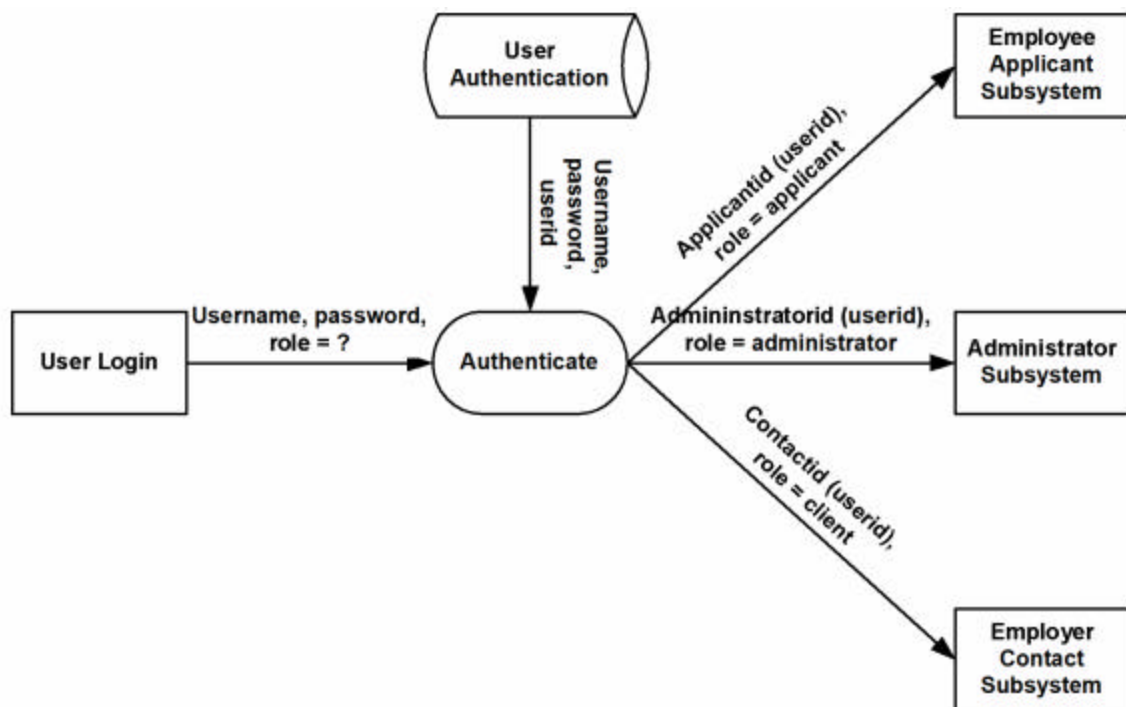 User
Authentication
Employee
Applicant
Subsystem
Username,
password,
userid
Applicantid (userid),
role = applicant
User Login
Username, password,
role = ?
Authenticate
Admininstratorid (userid),
role = administrator
Administrator
Subsystem
Contactid (userid),
role = client
Employer
Contact
Subsystem